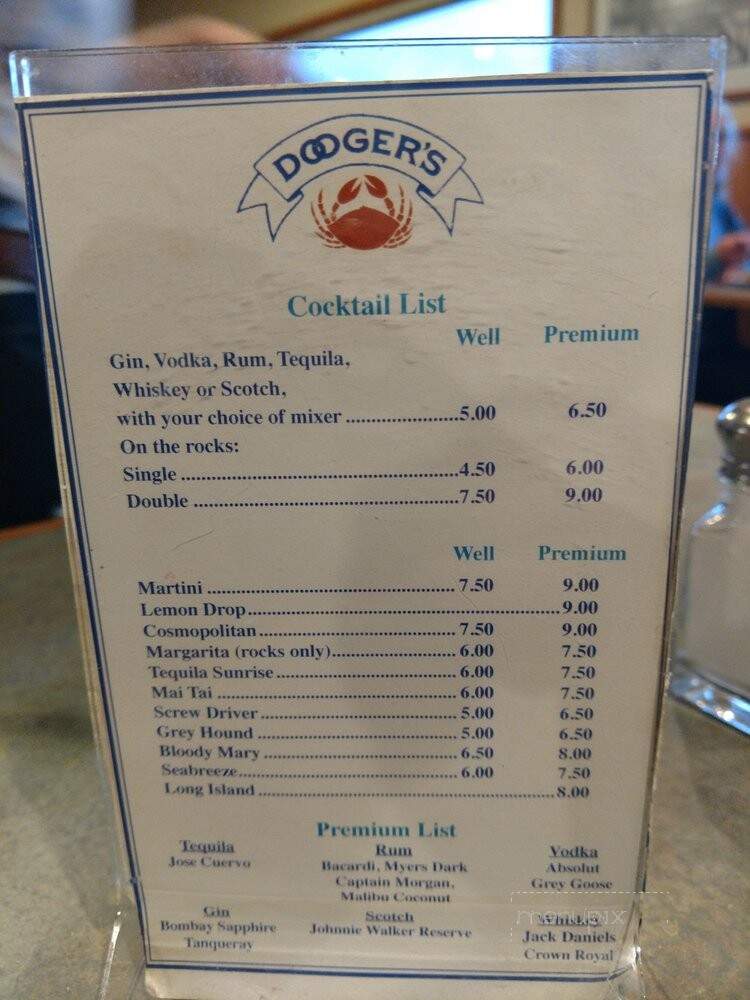 DOOGER'S
Cocktail List
Well Premium
Gin, Vodka, Rum, Tequila,
Whiskey or Scotch,
with your choice of mixer ....................5.00 6.50
On the rocks:
Single ..................................................4.50 6.00
Double ................................................7.50 9.00
Well Premium
Martini ............................................. 7.50 9.00
Lemon Drop.........................................................9.00
Cosmopolitan................................... 7.50 9.00
Margarita (rocks only)...................... 6.00 7.50
Tequila Sunrise................................. 6.00 7.50
Mai Tai ............................................. 6.00 7.50
Screw Driver..................................... 5.00 6.50
Grey Hound ...................................... 5.00 6.50
Bloody Mary ..................................... 6.50 8.00
Seabreeze.......................................... 6.00 7.50
Long Island .........................................................8.00
Premium List
Tequila Rum Vodka
Jose Cuervo Bacardi, Myers Dark Absolut
Captain Morgan, Grey Goose
Malibu Coconut
Gin Scotch Whiskey
Bombay Sapphire Johnnie Walker Reserve Jack Daniels
Tanqueray Crown Royal
menupix